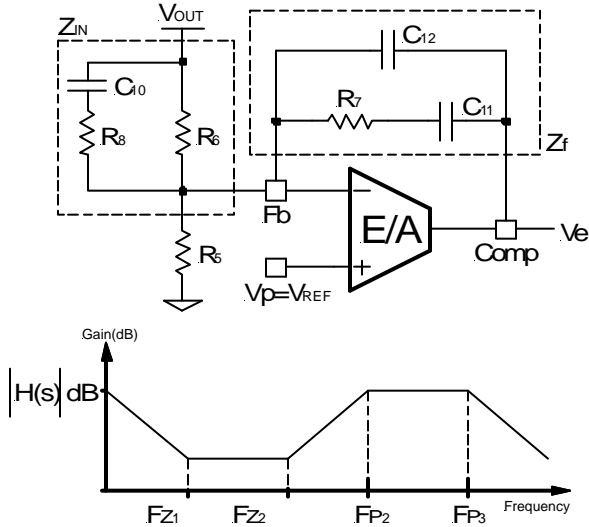 ZIN
VOUT
C10
R8
R6
R5
C12
R7
C11
Zf
Fb
E/A
Comp
Ve
Vp=VREF
Gain(dB)
|H(s)| dB
FZ1
FZ2
FP2
FP3
Frequency